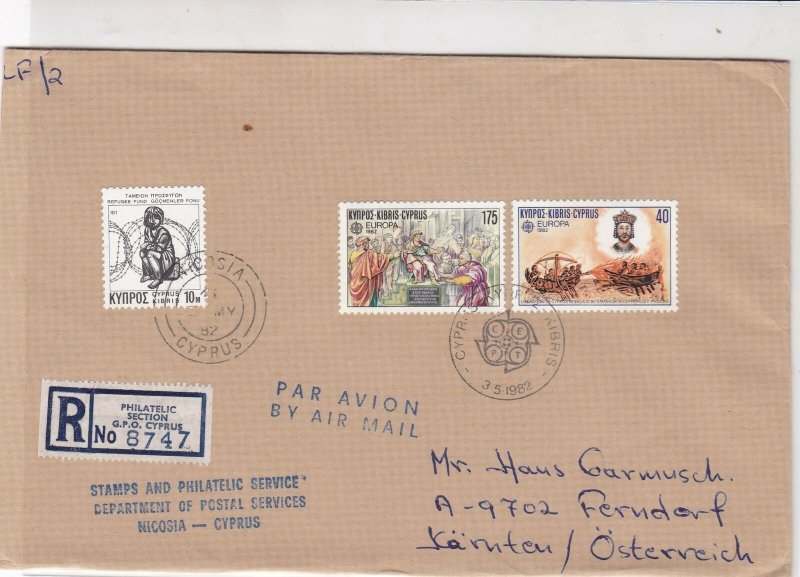 LF/2
ΤΑΜΕΙΟΝ ΠΡΟΣΦΥΓΩΝ
REFUGEE FUND GÖÇMENLER FONU
1977
ΚΥΠΡΟΣ CYPRUS KIBRIS 10M
NICOSIA
MY
82
CYPRUS
ΚΥΠΡΟΣ-KIBRIS-CYPRUS 175
EUROPA
1982
ΚΥΠΡΟΣ-KIBRIS-CYPRUS 40
EUROPA
1982
CYPRUS
KIBRIS
CEPT
3·5·1982
R
PHILATELIC
SECTION
G.P.O. CYPRUS
No 8747
PAR AVION
BY AIR MAIL
STAMPS AND PHILATELIC SERVICE
DEPARTMENT OF POSTAL SERVICES
NICOSIA — CYPRUS
Mr. Hans Garmusch.
A-9702 Ferndorf
Kärnten / Österreich